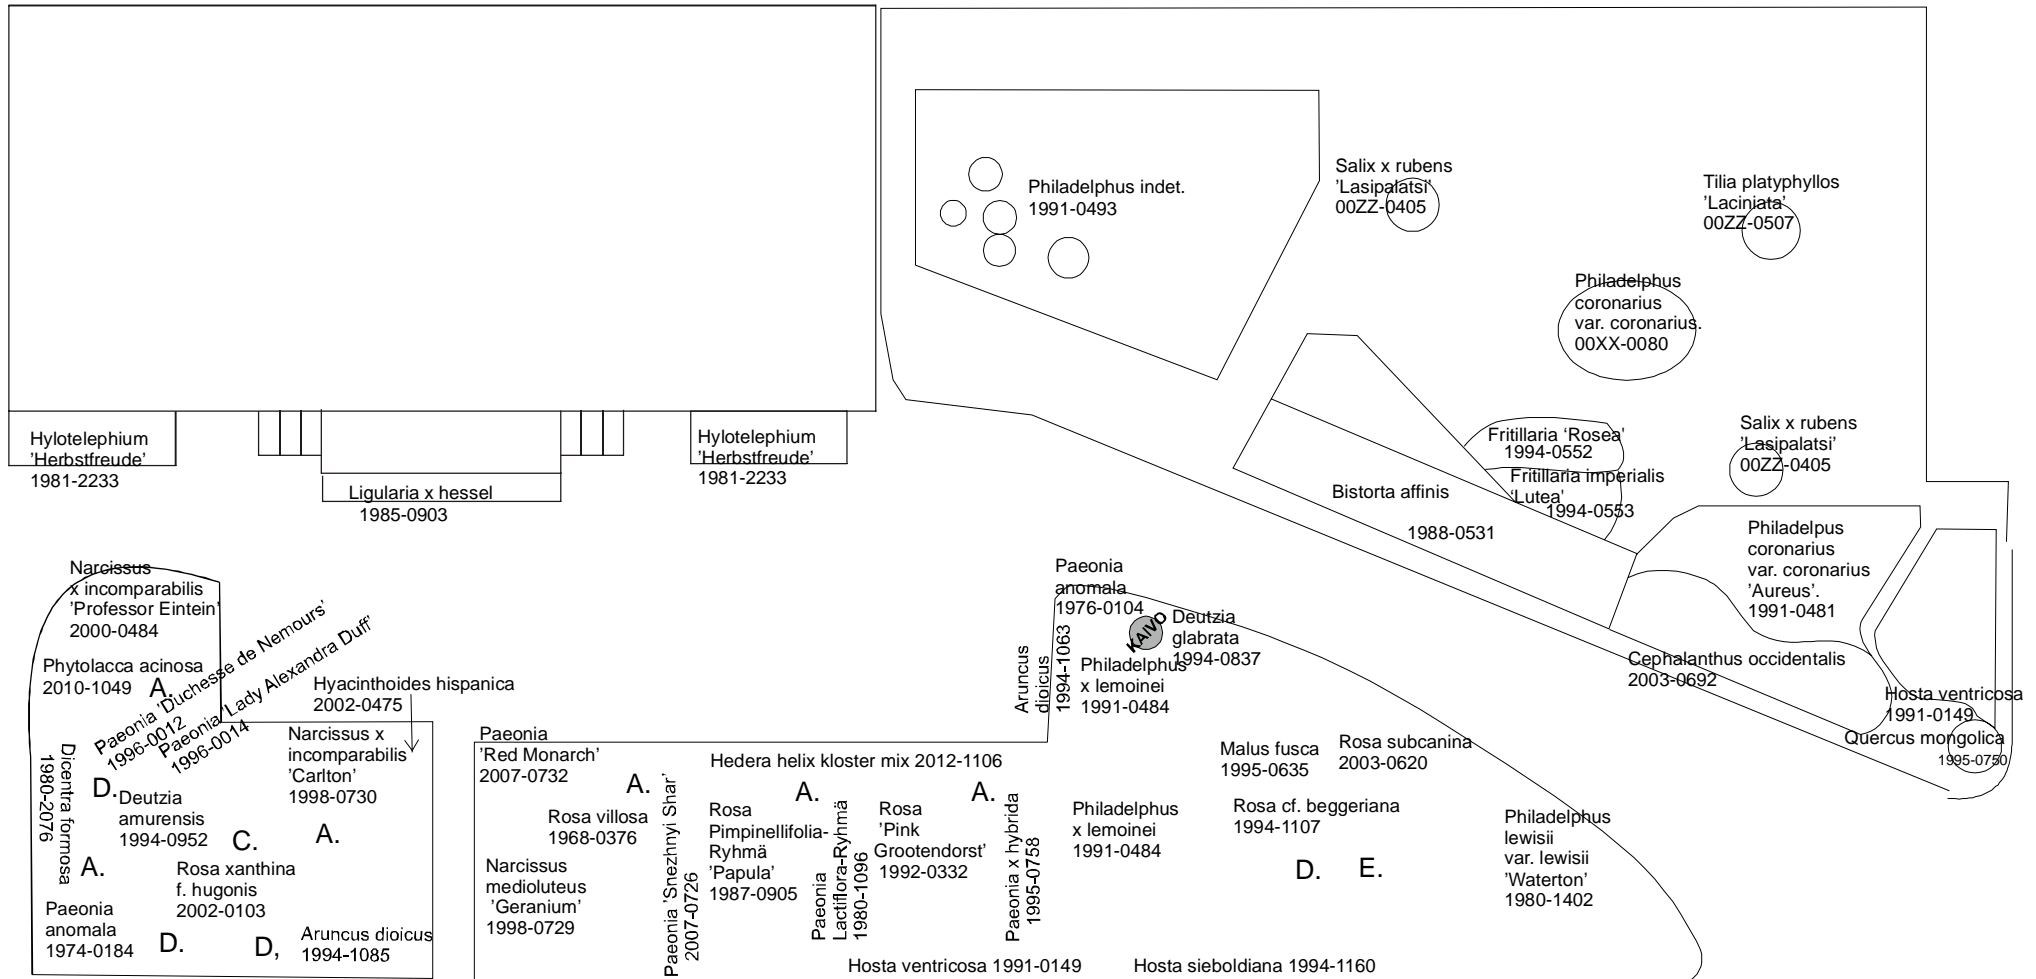 Philadelphus indet.
1991-0493
Salix x rubens
'Lasipalatsi'
00ZZ-0405
Tilia platyphyllos
'Laciniata'
00ZZ-0507
Philadelphus
coronarius
var. coronarius.
00XX-0080
Hylotelephium
'Herbstfreude'
1981-2233
Ligularia x hessel
1985-0903
Hylotelephium
'Herbstfreude'
1981-2233
Fritillaria ‘Rosea’
1994-0552
Fritillaria imperialis
'Lutea'
1994-0553
Salix x rubens
'Lasipalatsi'
00ZZ-0405
Bistorta affinis
1988-0531
Philadelpus
coronarius
var. coronarius
'Aureus'.
1991-0481
Cephalanthus occidentalis
2003-0692
Hosta ventricosa
1991-0149
Quercus mongolica
1995-0750
Narcissus
x incomparabilis
'Professor Eintein'
2000-0484
Phytolacca acinosa
2010-1049
A.
Paeonia 'Duchesse de Nemours'
1996-0012
Paeonia 'Lady Alexandra Duff'
1996-0014
Hyacinthoides hispanica
2002-0475
Dicentra formosa
1980-2076
D.
Deutzia
amurensis
1994-0952
Narcissus x
incomparabilis
'Carlton'
1998-0730
C.
A.
A.
Rosa xanthina
f. hugonis
2002-0103
Paeonia
anomala
1974-0184
D.
D,
Aruncus dioicus
1994-1085
Paeonia
anomala
1976-0104
KAIVO
Deutzia
glabrata
1994-0837
Aruncus
dioicus
1994-1063
Philadelphus
x lemoinei
1991-0484
Paeonia
'Red Monarch'
2007-0732
A.
Hedera helix kloster mix 2012-1106
A.
A.
Rosa villosa
1968-0376
Narcissus
medioluteus
'Geranium'
1998-0729
Paeonia 'Snezhnyi Shar'
2007-0726
Rosa
Pimpinellifolia-
Ryhmä
'Papula'
1987-0905
Paeonia
Lactiflora-Ryhmä
1980-1096
Rosa
'Pink
Grootendorst'
1992-0332
Paeonia x hybrida
1995-0758
Philadelphus
x lemoinei
1991-0484
Malus fusca
1995-0635
Rosa subcanina
2003-0620
Rosa cf. beggeriana
1994-1107
D.
E.
Philadelphus
lewisii
var. lewisii
'Waterton'
1980-1402
Hosta ventricosa 1991-0149
Hosta sieboldiana 1994-1160